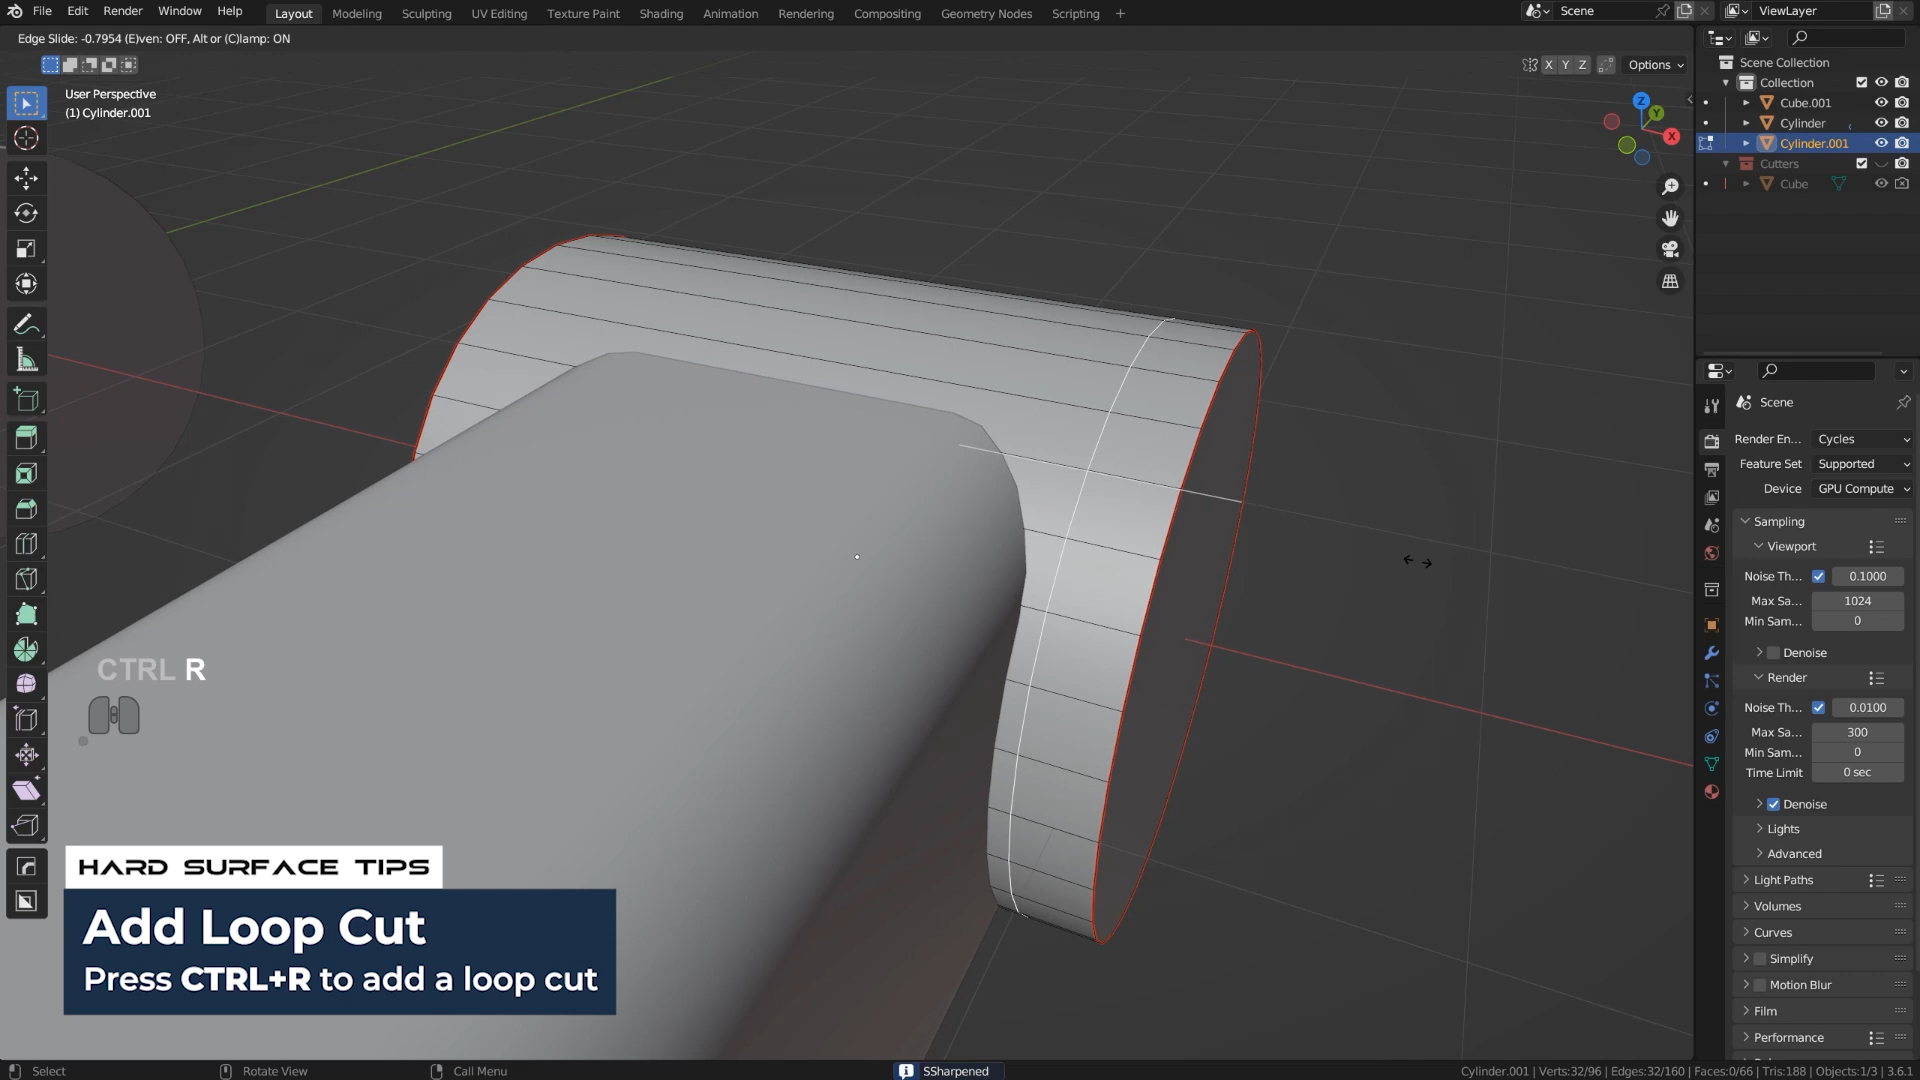 File Edit Render Window Help Layout Modeling Sculpting UV Editing Texture Paint Shading Animation Rendering Compositing Geometry Nodes Scripting + Scene ViewLayer
Edge Slide: -0.7954 (E)ven: OFF, Alt or (C)lamp: ON
X Y Z Options
User Perspective
(1) Cylinder.001
Z
Y
X
Scene Collection
Collection
Cube.001
Cylinder
Cylinder.001
Cutters
Cube
Scene
Render En... Cycles
Feature Set Supported
Device GPU Compute
Sampling
Viewport
Noise Th... 0.1000
Max Sa... 1024
Min Sam... 0
Denoise
Render
Noise Th... 0.0100
Max Sa... 300
Min Sam... 0
Time Limit 0 sec
Denoise
Lights
Advanced
Light Paths
Volumes
Curves
Simplify
Motion Blur
Film
Performance
CTRL R
HARD SURFACE TIPS
Add Loop Cut
Press CTRL+R to add a loop cut
Select Rotate View Call Menu SSharpened Cylinder.001 | Verts:32/96 | Edges:32/160 | Faces:0/66 | Tris:188 | Objects:1/3 | 3.6.1